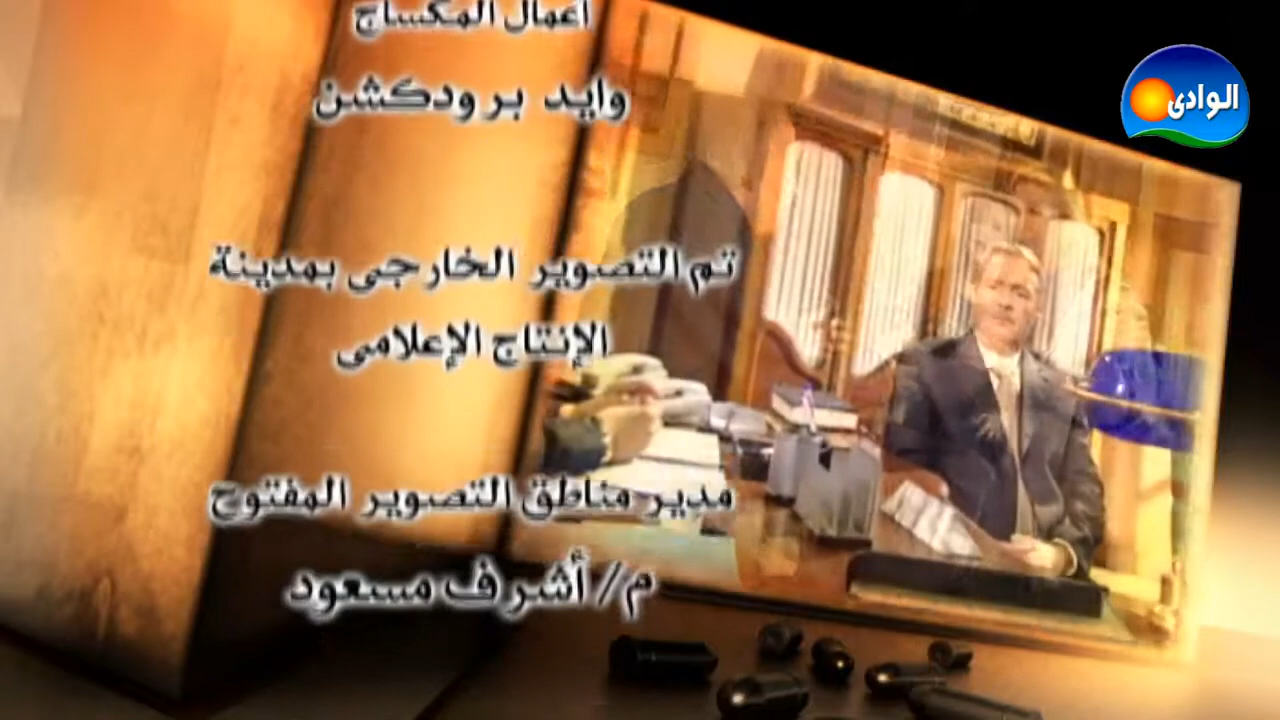 أعمال المكساج
وايد برودكشن
تم التصوير الخارجى بمدينة
الإنتاج الإعلامى
مدير مناطق التصوير المفتوح
م/ أشرف مسعود
الوادى